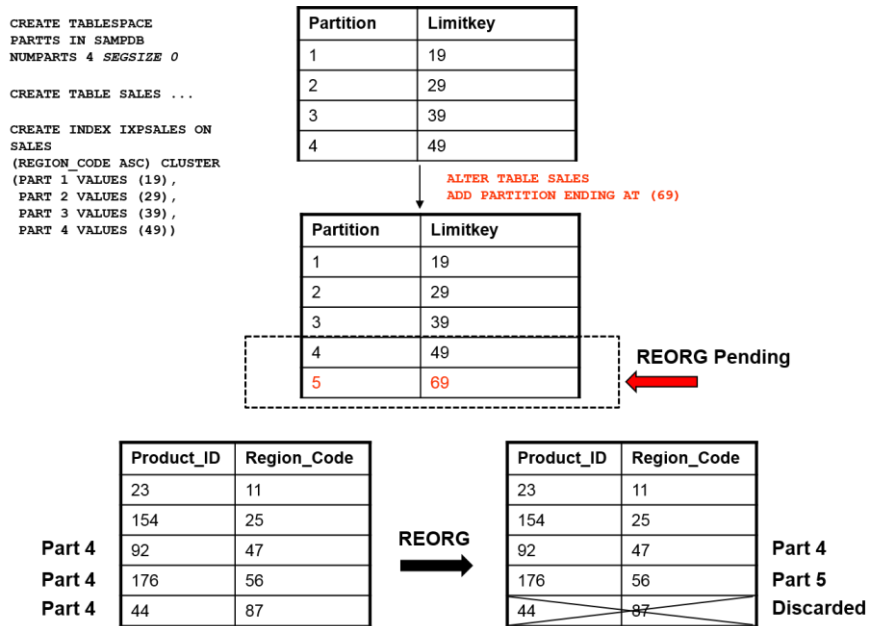 CREATE TABLESPACE
PARTTS IN SAMPDB
NUMPARTS 4 SEGSIZE 0
CREATE TABLE SALES ...
CREATE INDEX IXPSALES ON
SALES
(REGION_CODE ASC) CLUSTER
(PART 1 VALUES (19),
PART 2 VALUES (29),
PART 3 VALUES (39),
PART 4 VALUES (49))
Partition Limitkey
1 19
2 29
3 39
4 49
ALTER TABLE SALES
ADD PARTITION ENDING AT (69)
Partition Limitkey
1 19
2 29
3 39
4 49
5 69
REORG Pending
Product_ID Region_Code
23 11
154 25
Part 4 92 47
Part 4 176 56
Part 4 44 87
REORG
Product_ID Region_Code
23 11
154 25
92 47 Part 4
176 56 Part 5
44 87 Discarded